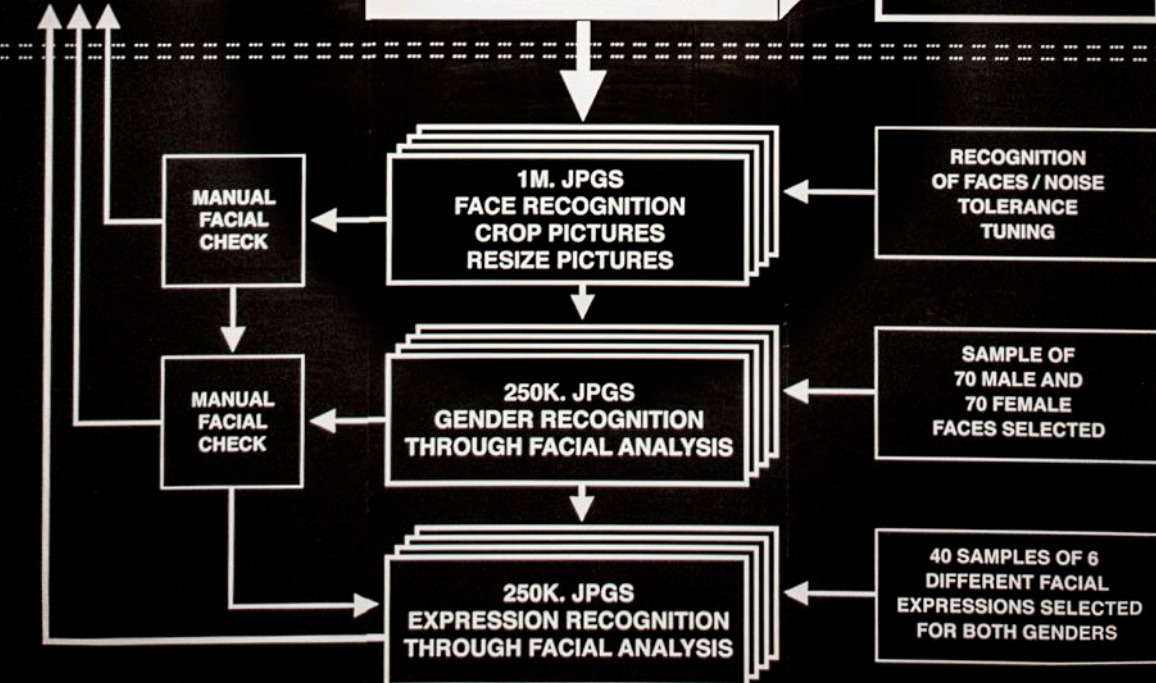 MANUAL
FACIAL
CHECK
1M. JPGS
FACE RECOGNITION
CROP PICTURES
RESIZE PICTURES
RECOGNITION
OF FACES / NOISE
TOLERANCE
TUNING
MANUAL
FACIAL
CHECK
250K. JPGS
GENDER RECOGNITION
THROUGH FACIAL ANALYSIS
SAMPLE OF
70 MALE AND
70 FEMALE
FACES SELECTED
250K. JPGS
EXPRESSION RECOGNITION
THROUGH FACIAL ANALYSIS
40 SAMPLES OF 6
DIFFERENT FACIAL
EXPRESSIONS SELECTED
FOR BOTH GENDERS